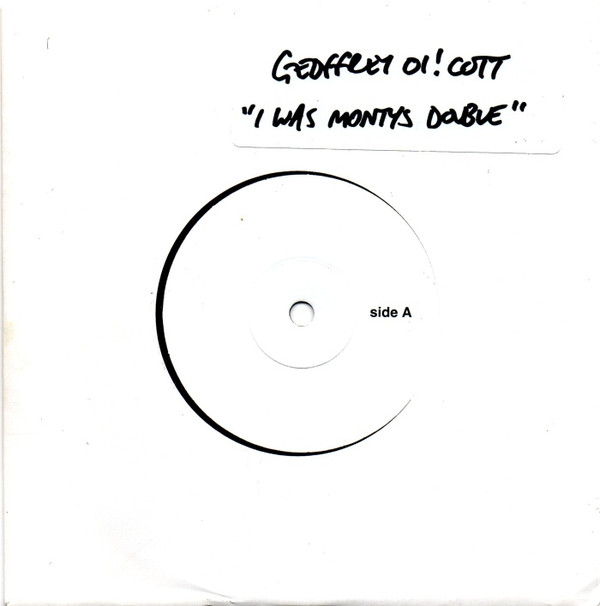 GEOFFREY OI! COTT
"I WAS MONTYS DOUBLE"
side A